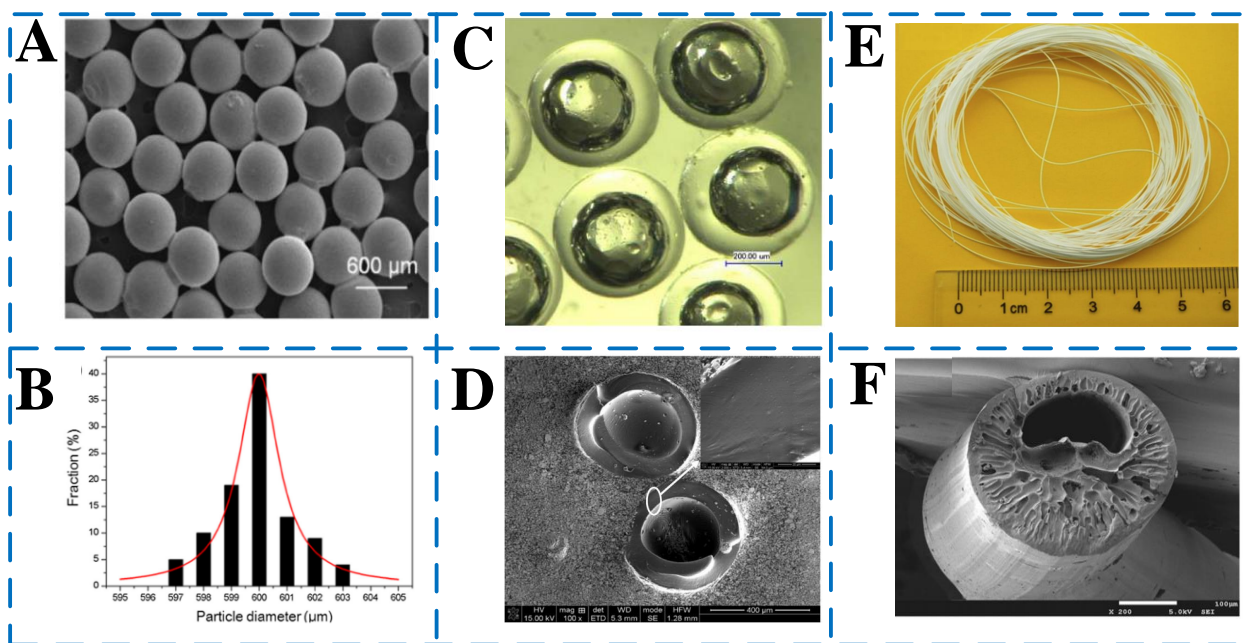 A
600 µm
C
200.00 um
E
0 1 cm 2 3 4 5 6
B
Fraction (%)
40
35
30
25
20
15
10
5
0
595 596 597 598 599 600 601 602 603 604 605
Particle diameter (µm)
D
HV mag det WD mode HFW
15.00 kV 100 x ETD 5.3 mm SE 1.28 mm
400 µm
F
100µm
X 200 5.0kV SEI